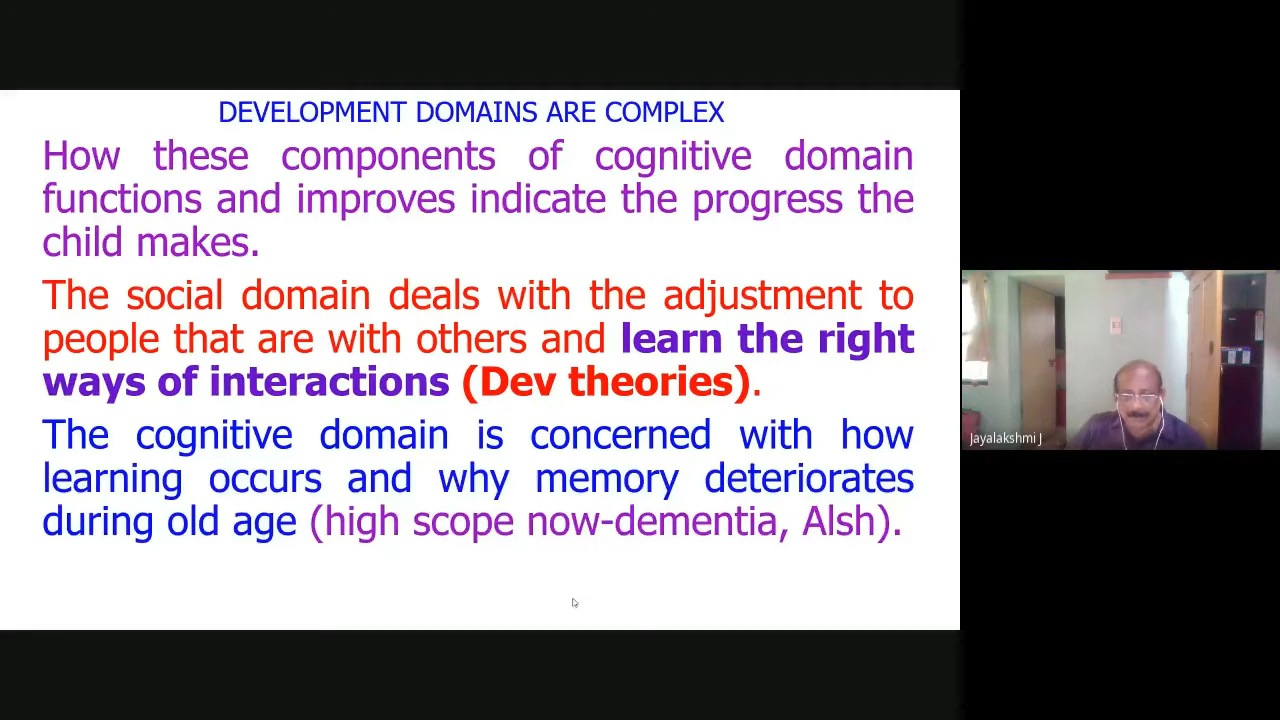 DEVELOPMENT DOMAINS ARE COMPLEX
How these components of cognitive domain
functions and improves indicate the progress the
child makes.
The social domain deals with the adjustment to
people that are with others and learn the right
ways of interactions (Dev theories).
The cognitive domain is concerned with how
learning occurs and why memory deteriorates
during old age (high scope now-dementia, Alsh).
Jayalakshmi J